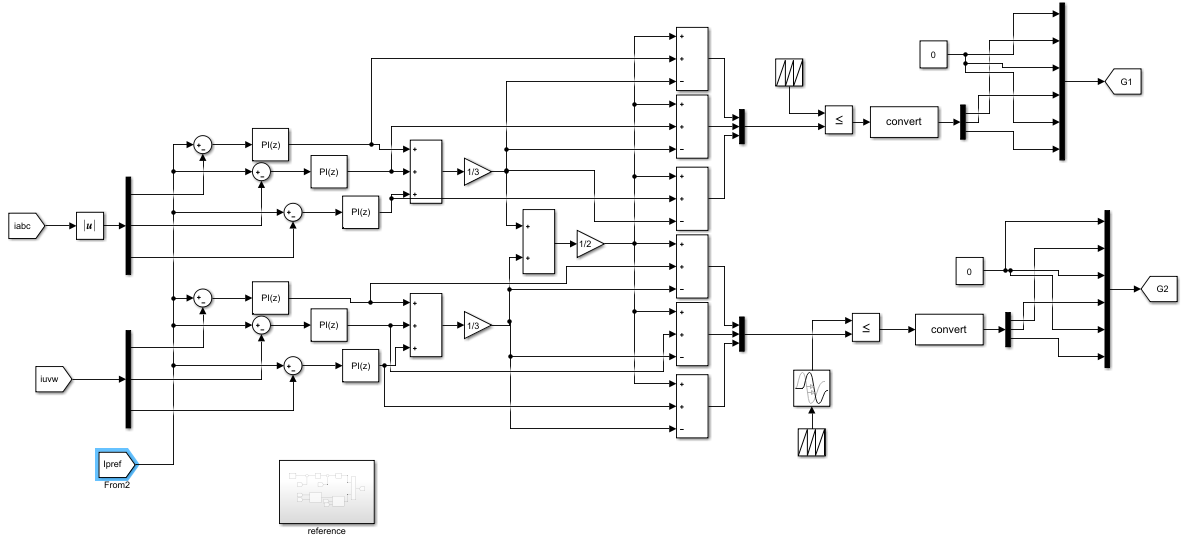 0
G1
≤
convert
PI(z)
PI(z)
1/3
PI(z)
iabc
|u|
1/2
0
G2
PI(z)
PI(z)
1/3
≤
convert
PI(z)
iuvw
Ipref
From2
reference